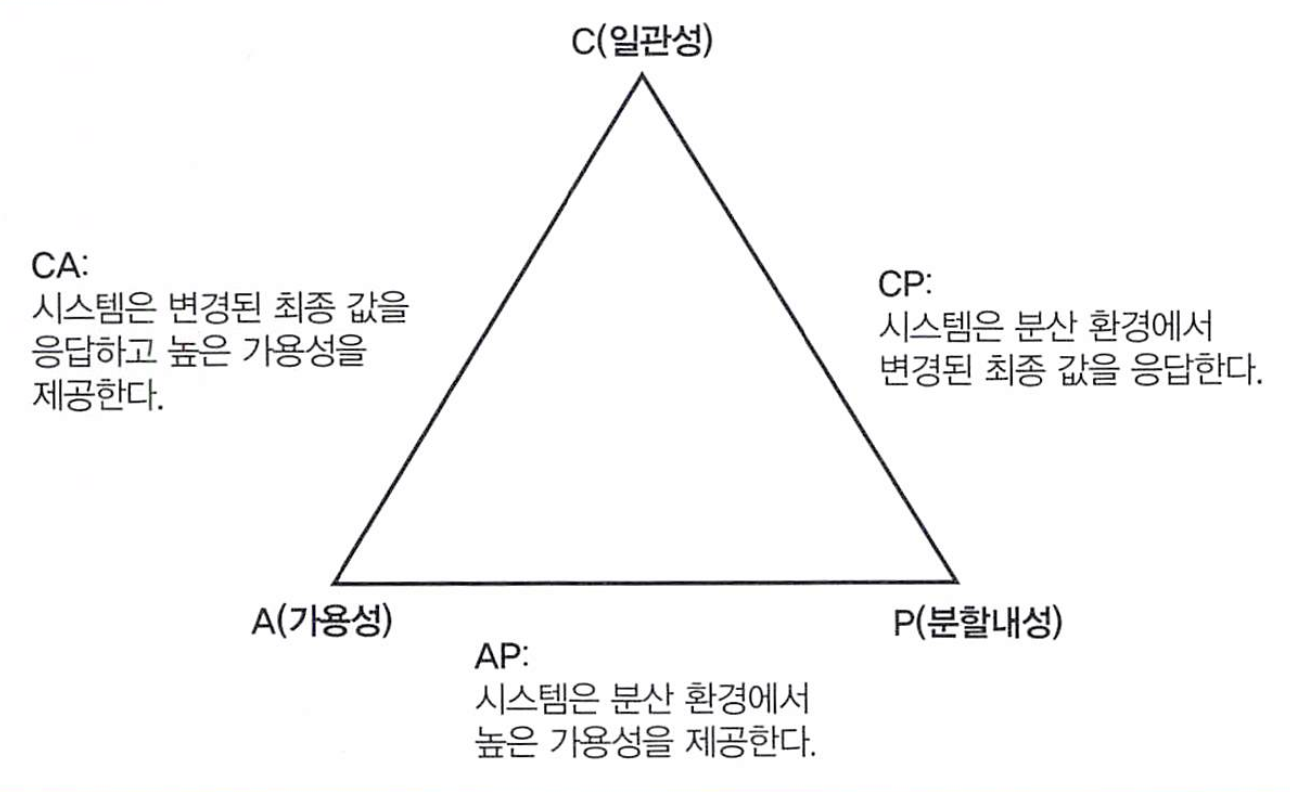 C(일관성)
CA:
시스템은 변경된 최종 값을
응답하고 높은 가용성을
제공한다.
CP:
시스템은 분산 환경에서
변경된 최종 값을 응답한다.
A(가용성)
P(분할내성)
AP:
시스템은 분산 환경에서
높은 가용성을 제공한다.